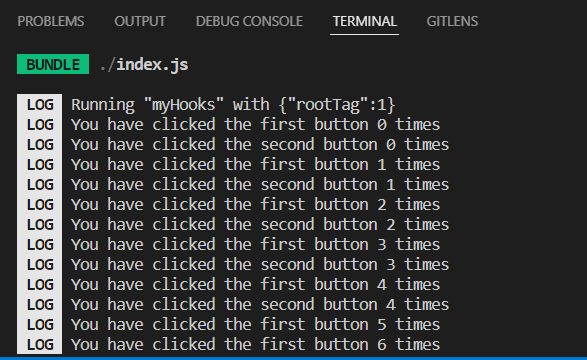 PROBLEMS OUTPUT DEBUG CONSOLE TERMINAL GITLENS
BUNDLE ./index.js
LOG Running "myHooks" with {"rootTag":1}
LOG You have clicked the first button 0 times
LOG You have clicked the second button 0 times
LOG You have clicked the first button 1 times
LOG You have clicked the second button 1 times
LOG You have clicked the first button 2 times
LOG You have clicked the second button 2 times
LOG You have clicked the first button 3 times
LOG You have clicked the second button 3 times
LOG You have clicked the first button 4 times
LOG You have clicked the second button 4 times
LOG You have clicked the first button 5 times
LOG You have clicked the first button 6 times